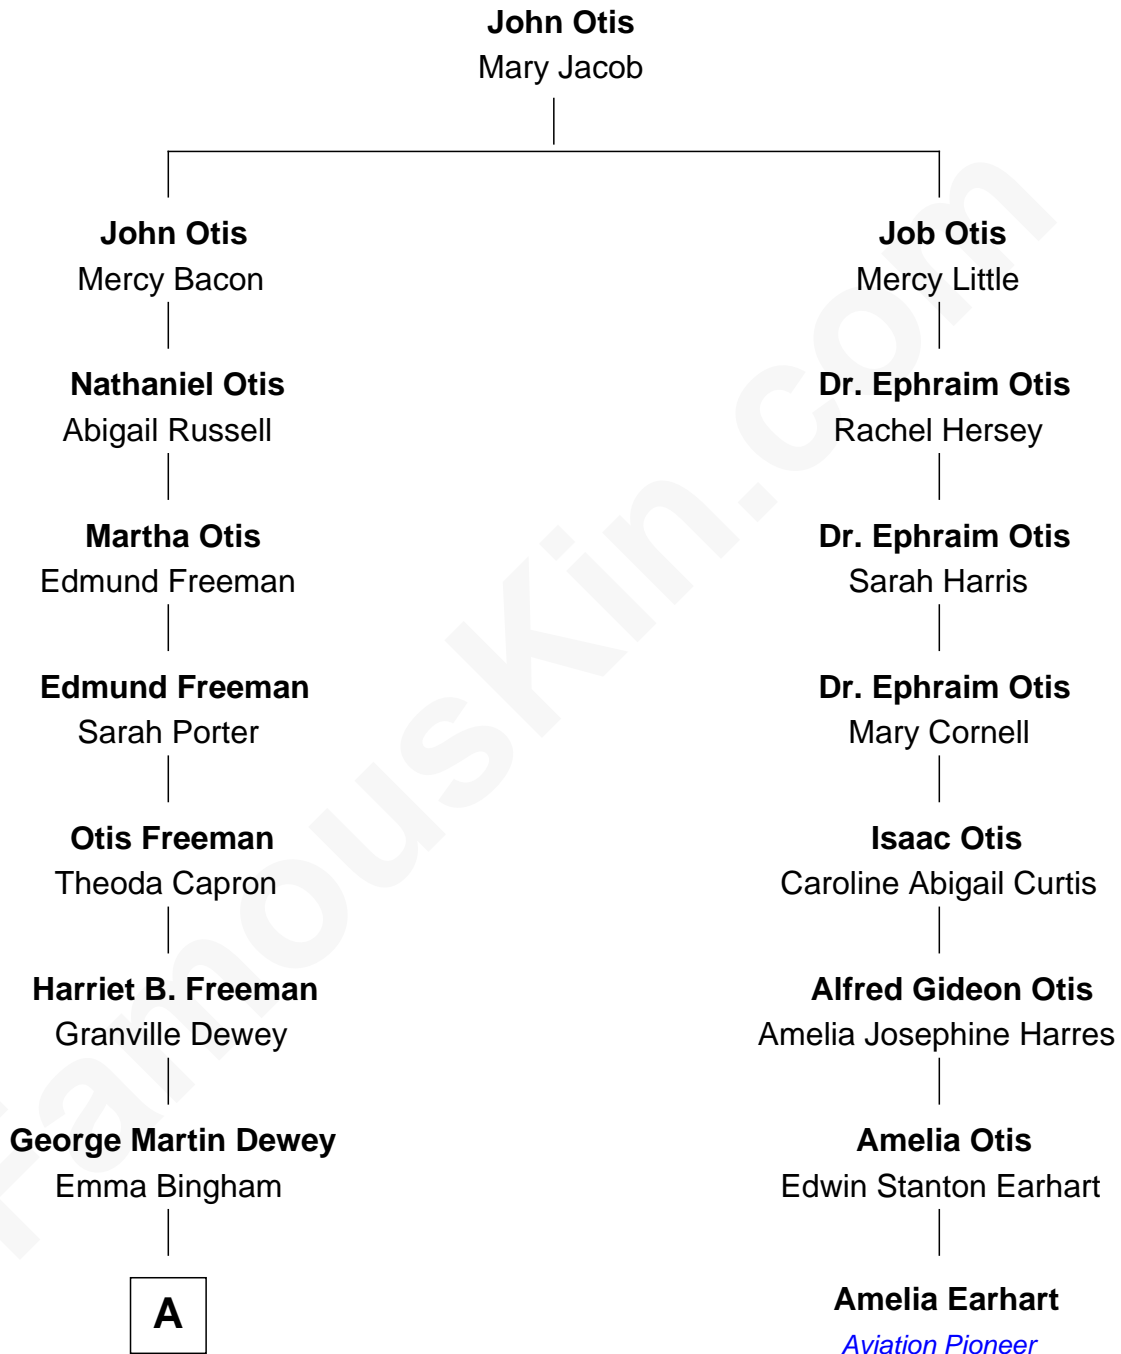 John Otis
Mary Jacob
John Otis
Mercy Bacon
Job Otis
Mercy Little
Nathaniel Otis
Abigail Russell
Dr. Ephraim Otis
Rachel Hersey
Martha Otis
Edmund Freeman
Dr. Ephraim Otis
Sarah Harris
Edmund Freeman
Sarah Porter
Dr. Ephraim Otis
Mary Cornell
Otis Freeman
Theoda Capron
Isaac Otis
Caroline Abigail Curtis
Harriet B. Freeman
Granville Dewey
Alfred Gideon Otis
Amelia Josephine Harres
George Martin Dewey
Emma Bingham
Amelia Otis
Edwin Stanton Earhart
A
Amelia Earhart
Aviation Pioneer
FamousKin.com